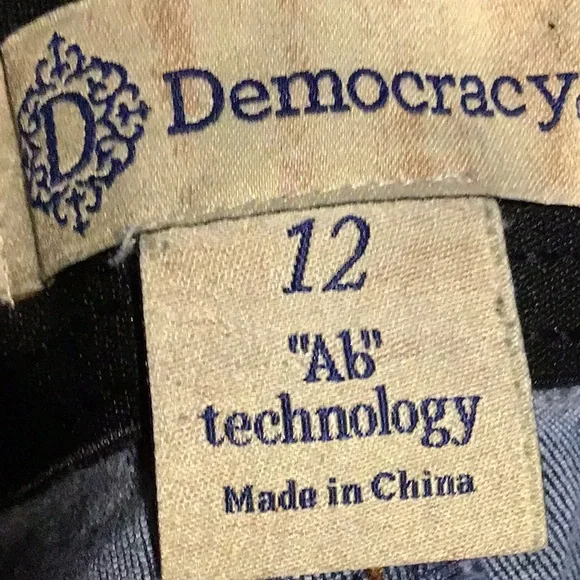 D Democracy
12
"Ab"
technology
Made in China